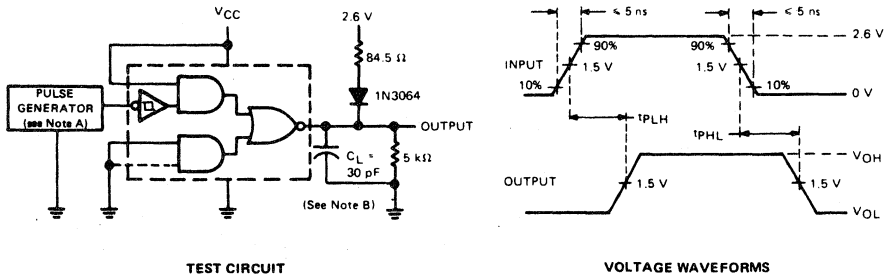 VCC
2.6 V
84.5 Ω
1N3064
PULSE
GENERATOR
(see Note A)
OUTPUT
CL =
30 pF
5 kΩ
(See Note B)
TEST CIRCUIT
≤ 5 ns
≤ 5 ns
2.6 V
90%
90%
INPUT
1.5 V
1.5 V
10%
10%
0 V
tPLH
tPHL
VOH
OUTPUT
1.5 V
1.5 V
VOL
VOLTAGE WAVEFORMS